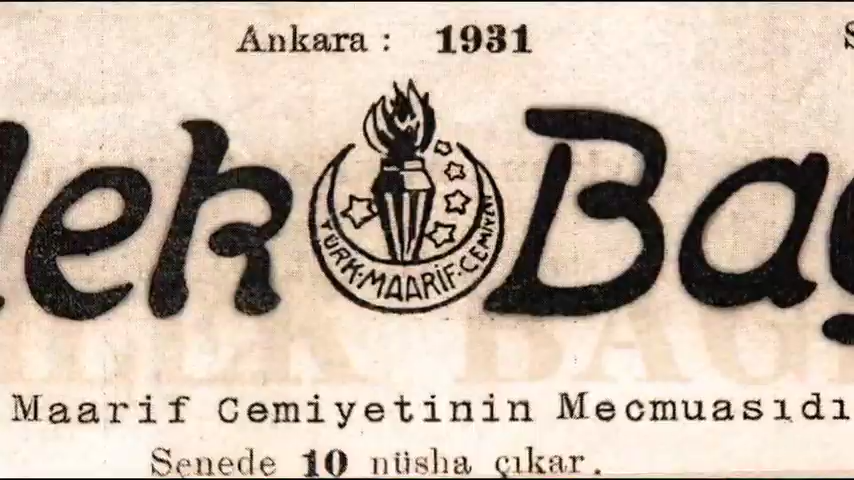 Ankara : 1931 S
lek Bağ
TÜRK·MAARİF·CEMİYETİ
Maarif Cemiyetinin Mecmuasıdı
Senede 10 nüsha çıkar.